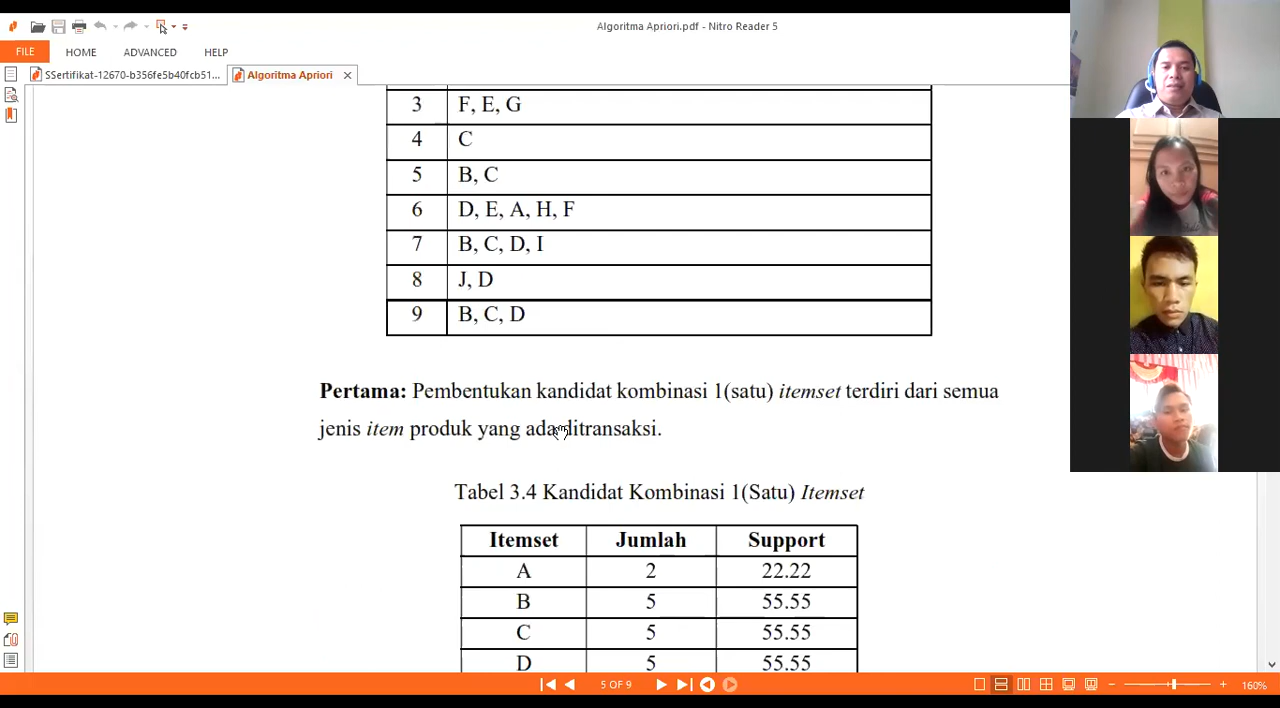 Algoritma Apriori.pdf - Nitro Reader 5
FILE HOME ADVANCED HELP
SSertifikat-12670-b356fe5b40fcb51... Algoritma Apriori
3 F, E, G
4 C
5 B, C
6 D, E, A, H, F
7 B, C, D, I
8 J, D
9 B, C, D
Pertama: Pembentukan kandidat kombinasi 1(satu) itemset terdiri dari semua
jenis item produk yang ada ditransaksi.
Tabel 3.4 Kandidat Kombinasi 1(Satu) Itemset
Itemset Jumlah Support
A 2 22.22
B 5 55.55
C 5 55.55
D 5 55.55
5 OF 9 160%